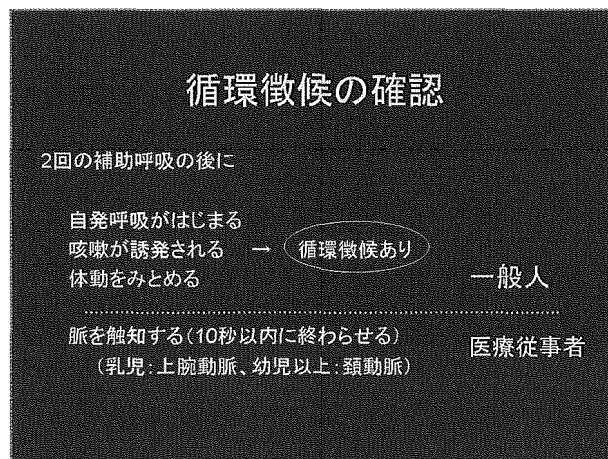 循環徴候の確認
2回の補助呼吸の後に
自発呼吸がはじまる
咳嗽が誘発される → 循環徴候あり
体動をみとめる
一般人
脈を触知する(10秒以内に終わらせる)
医療従事者
(乳児:上腕動脈、幼児以上:頚動脈)